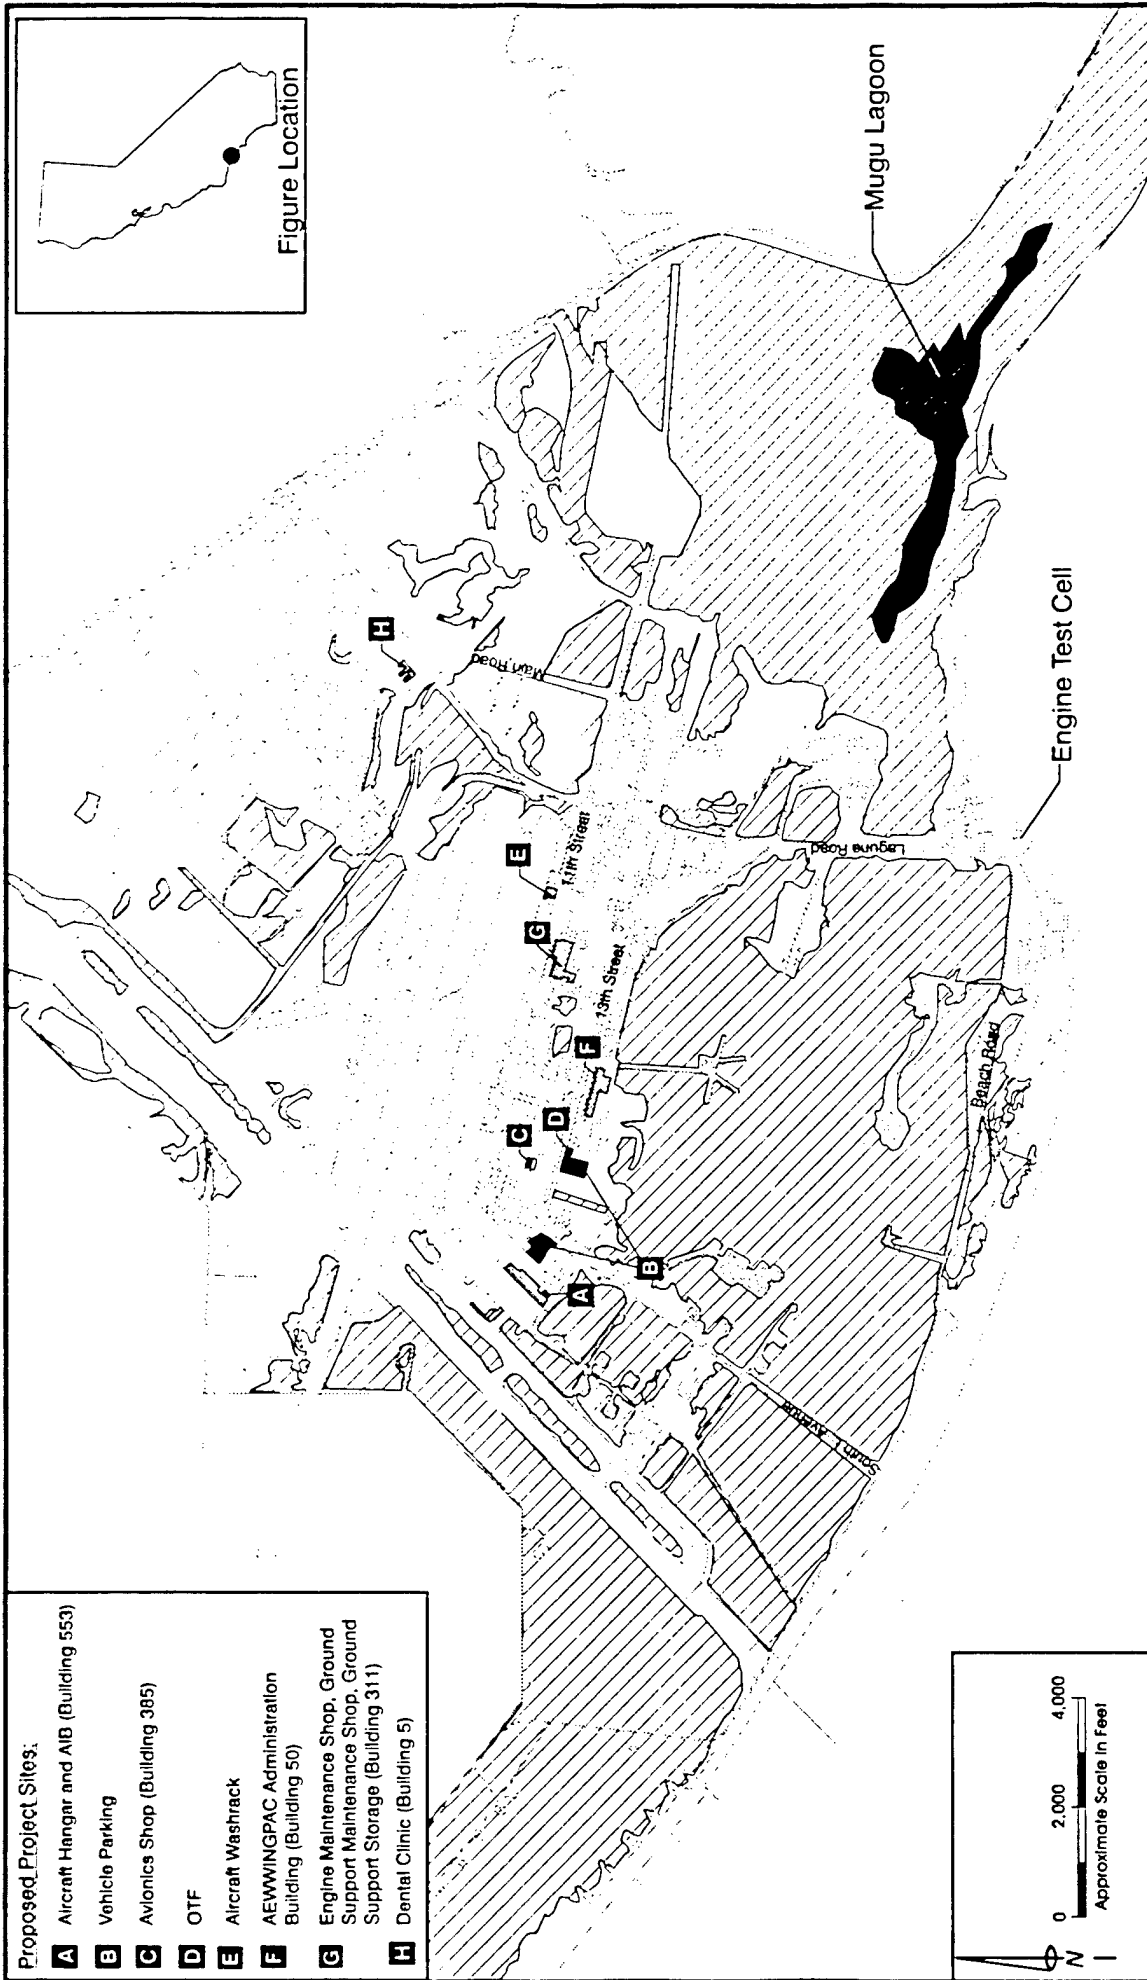 Proposed Project Sites:
A Aircraft Hangar and AIB (Building 553)
B Vehicle Parking
C Avionics Shop (Building 385)
D OTF
E Aircraft Washrack
F AEWWINGPAC Administration
Building (Building 50)
G Engine Maintenance Shop, Ground
Support Maintenance Shop, Ground
Support Storage (Building 311)
H Dental Clinic (Building 5)
Figure Location
H
Main Road
E
11th Street
G
13th Street
F
D
C
B
A
Laguna Road
Beach Road
South L Avenue
Mugu Lagoon
Engine Test Cell
N
0 2,000 4,000
Approximate Scale in Feet